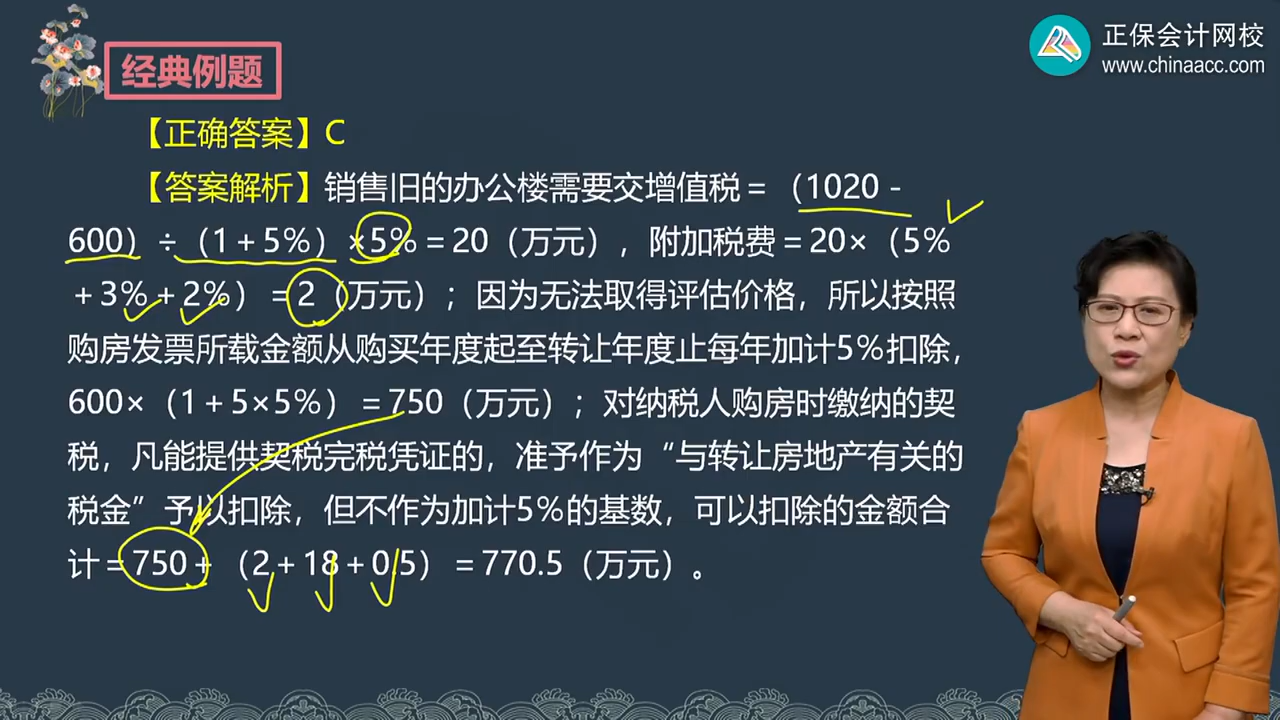 经典例题
正保会计网校
www.chinaacc.com
【正确答案】C
【答案解析】销售旧的办公楼需要交增值税＝（1020－
600）÷（1＋5%）×5%＝20（万元），附加税费＝20×（5%
＋3%＋2%）＝2（万元）；因为无法取得评估价格，所以按照
购房发票所载金额从购买年度起至转让年度止每年加计5%扣除，
600×（1＋5×5%）＝750（万元）；对纳税人购房时缴纳的契
税，凡能提供契税完税凭证的，准予作为“与转让房地产有关的
税金”予以扣除，但不作为加计5%的基数，可以扣除的金额合
计＝750＋（2＋18＋0.5）＝770.5（万元）。